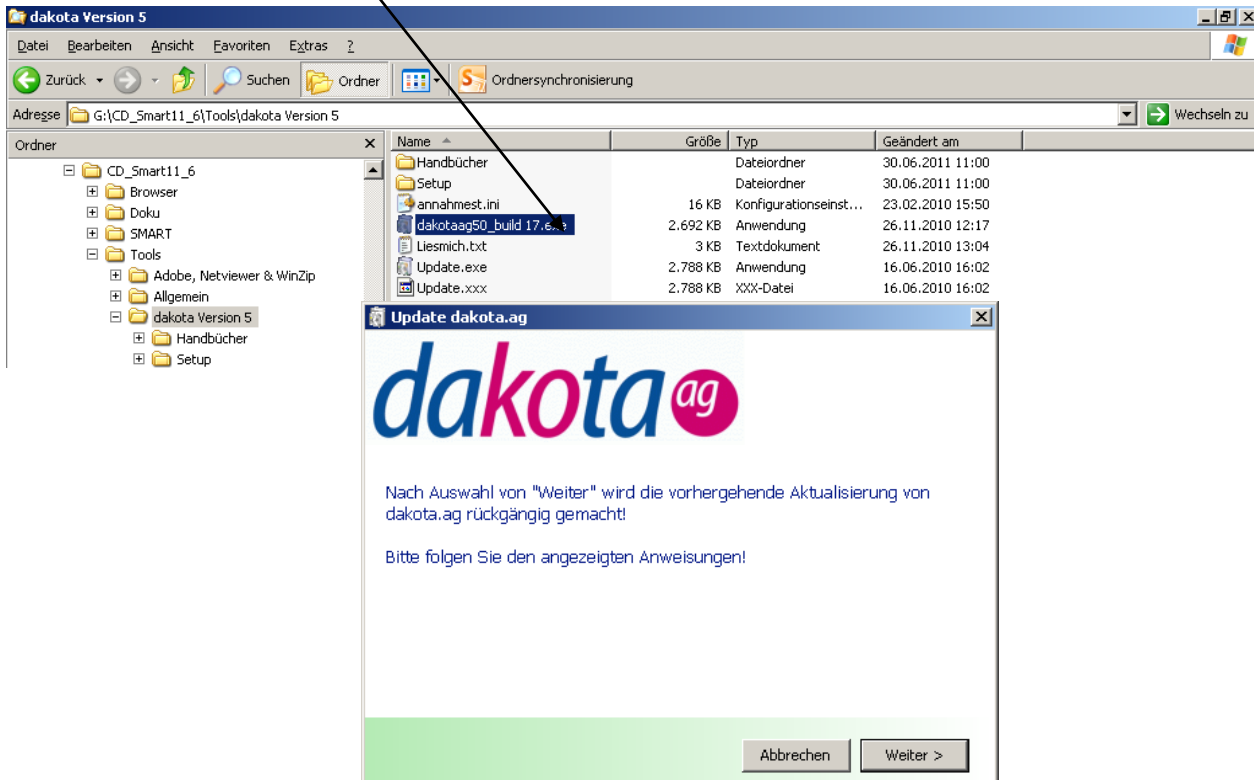 dakota Version 5
Datei Bearbeiten Ansicht Favoriten Extras ?
Zurück Suchen Ordner Ordnersynchronisierung
Adresse G:\CD_Smart11_6\Tools\dakota Version 5 Wechseln zu
Ordner x Name Größe Typ Geändert am
CD_Smart11_6
Browser
Doku
SMART
Tools
Adobe, Netviewer & WinZip
Allgemein
dakota Version 5
Handbücher
Setup
Handbücher Dateiordner 30.06.2011 11:00
Setup Dateiordner 30.06.2011 11:00
annahmest.ini 16 KB Konfigurationseinst... 23.02.2010 15:50
dakotaag50_build 17.exe 2.692 KB Anwendung 26.11.2010 12:17
Liesmich.txt 3 KB Textdokument 26.11.2010 13:04
Update.exe 2.788 KB Anwendung 16.06.2010 16:02
Update.xxx 2.788 KB XXX-Datei 16.06.2010 16:02
Update dakota.ag
dakota ag
Nach Auswahl von "Weiter" wird die vorhergehende Aktualisierung von
dakota.ag rückgängig gemacht!
Bitte folgen Sie den angezeigten Anweisungen!
Abbrechen Weiter >